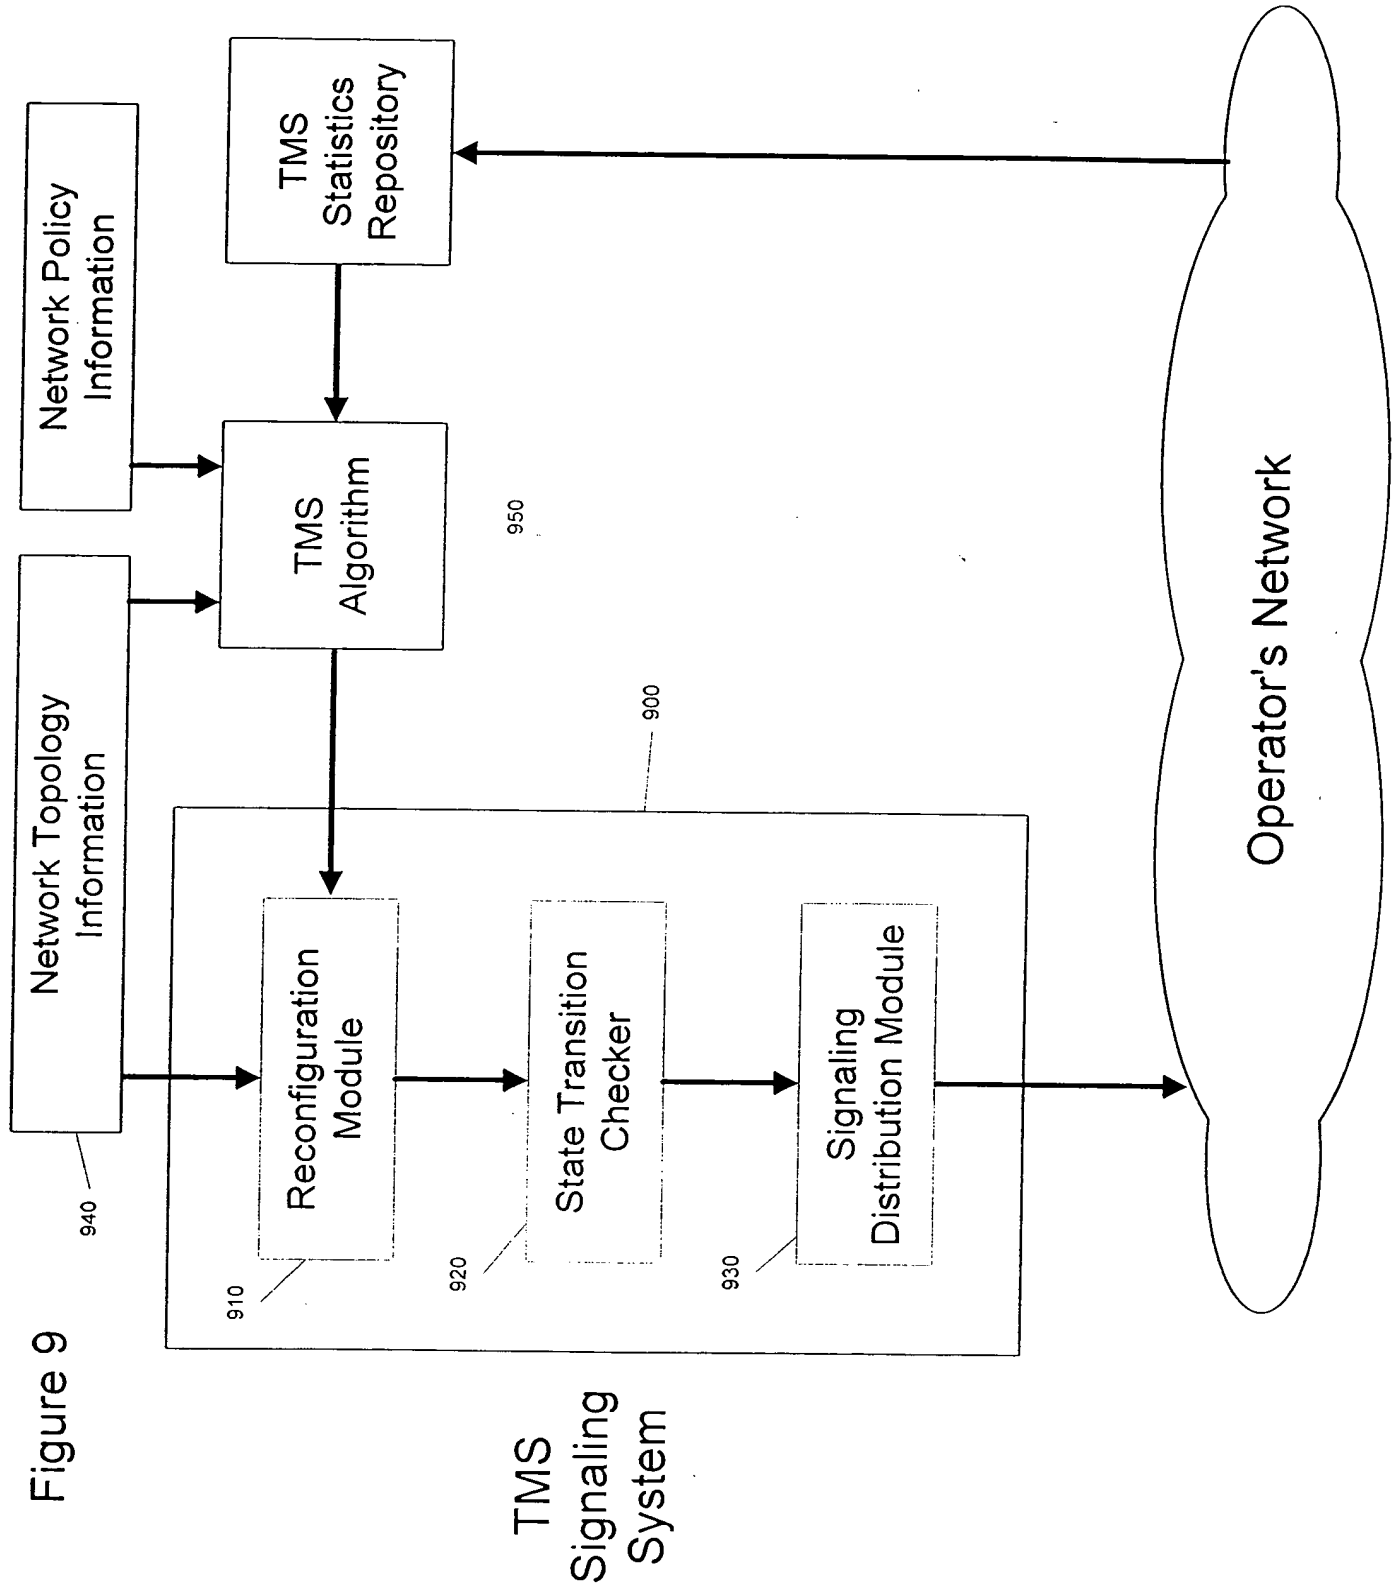 Figure 9
940
Network Topology
Information
Network Policy
Information
910
Reconfiguration
Module
TMS
Algorithm
950
TMS
Statistics
Repository
900
TMS
Signaling
System
920
State Transition
Checker
930
Signaling
Distribution Module
Operator's Network